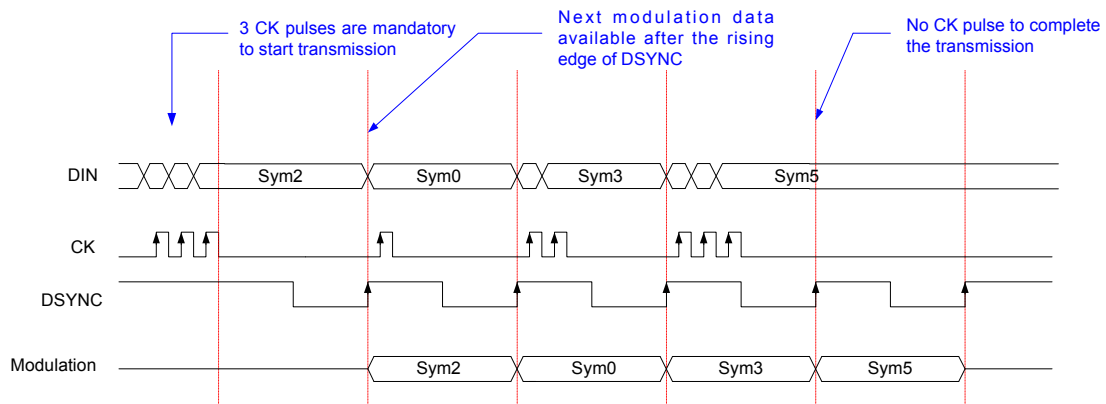 3 CK pulses are mandatory
to start transmission
Next modulation data
available after the rising
edge of DSYNC
No CK pulse to complete
the transmission
DIN
Sym2
Sym0
Sym3
Sym5
CK
DSYNC
Modulation
Sym2
Sym0
Sym3
Sym5